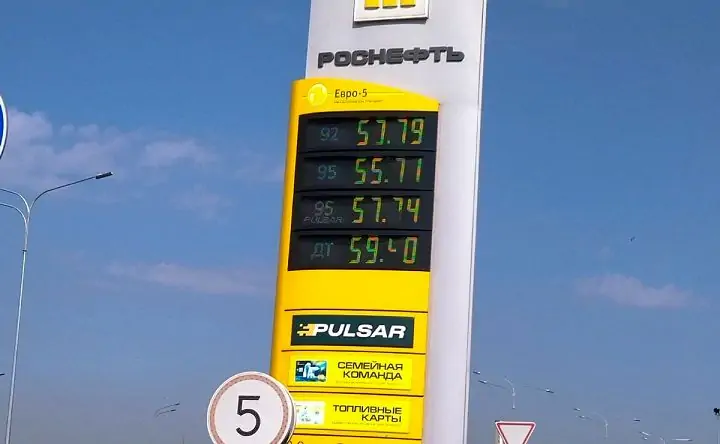 РОСНЕФТЬ
Евро-5
92 53.79
95 55.71
95 57.74
PULSAR
ДТ 59.40
PULSAR
СЕМЕЙНАЯ
КОМАНДА
ТОПЛИВНЫЕ
КАРТЫ
5